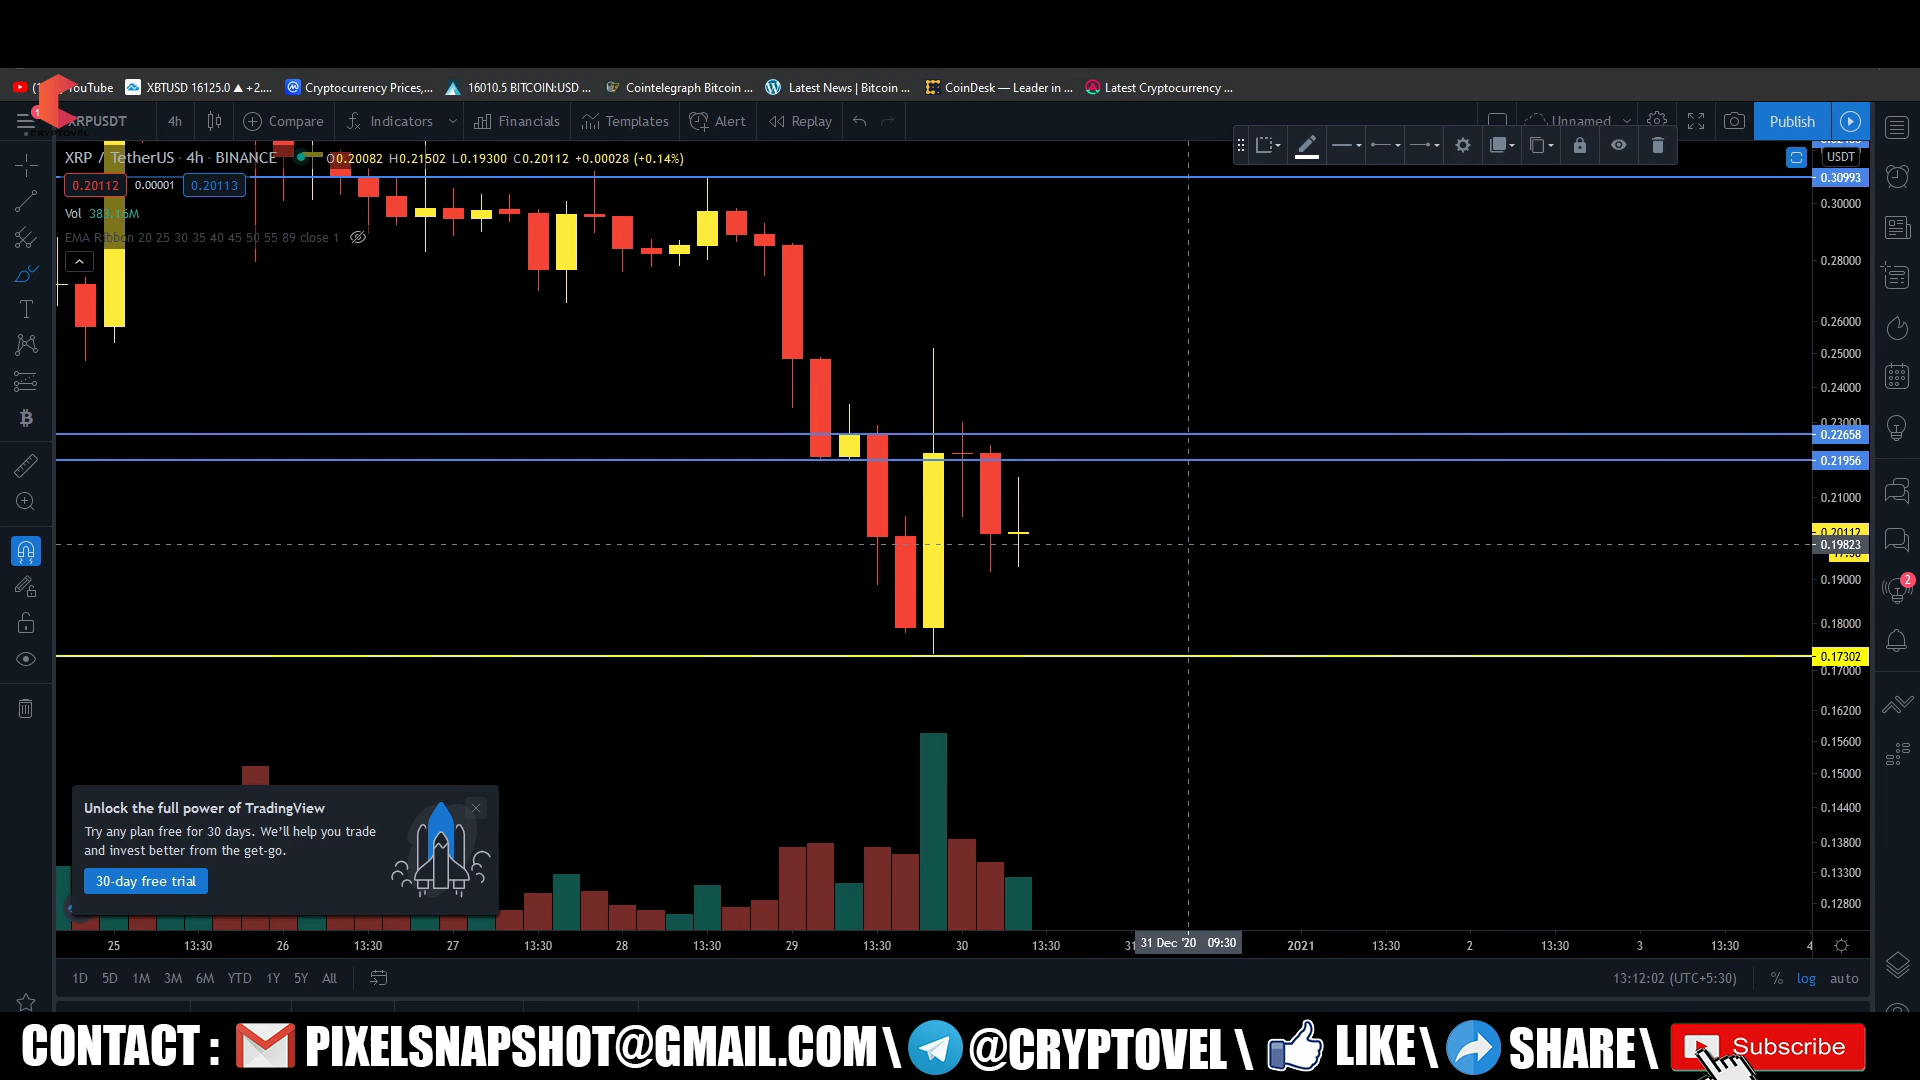 YouTube XBTUSD 16125.0 ▲ +2.... Cryptocurrency Prices,... 16010.5 BITCOIN:USD ... Cointelegraph Bitcoin ... Latest News | Bitcoin ... CoinDesk — Leader in ... Latest Cryptocurrency ...
XRPUSDT 4h Compare Indicators Financials Templates Alert Replay Unnamed Publish
XRP / TetherUS · 4h · BINANCE O0.20082 H0.21502 L0.19300 C0.20112 +0.00028 (+0.14%) USDT
0.20112 0.00001 0.20113
Vol 383.16M
EMA Ribbon 20 25 30 35 40 45 50 55 89 close 1
0.30993
0.30000
0.28000
0.26000
0.25000
0.24000
0.23000
0.22658
0.21956
0.21000
0.20112
0.19823
0.19000
0.18000
0.17302
0.17000
0.16200
0.15600
0.15000
0.14400
0.13800
0.13300
0.12800
2
Unlock the full power of TradingView
Try any plan free for 30 days. We'll help you trade
and invest better from the get-go.
30-day free trial
25 13:30 26 13:30 27 13:30 28 13:30 29 13:30 30 13:30 31 Dec '20 09:30 2021 13:30 2 13:30 3 13:30 4
1D 5D 1M 3M 6M YTD 1Y 5Y All 13:12:02 (UTC+5:30) % log auto
CONTACT : PIXELSNAPSHOT@GMAIL.COM \ @CRYPTOVEL \ LIKE\ SHARE\ Subscribe